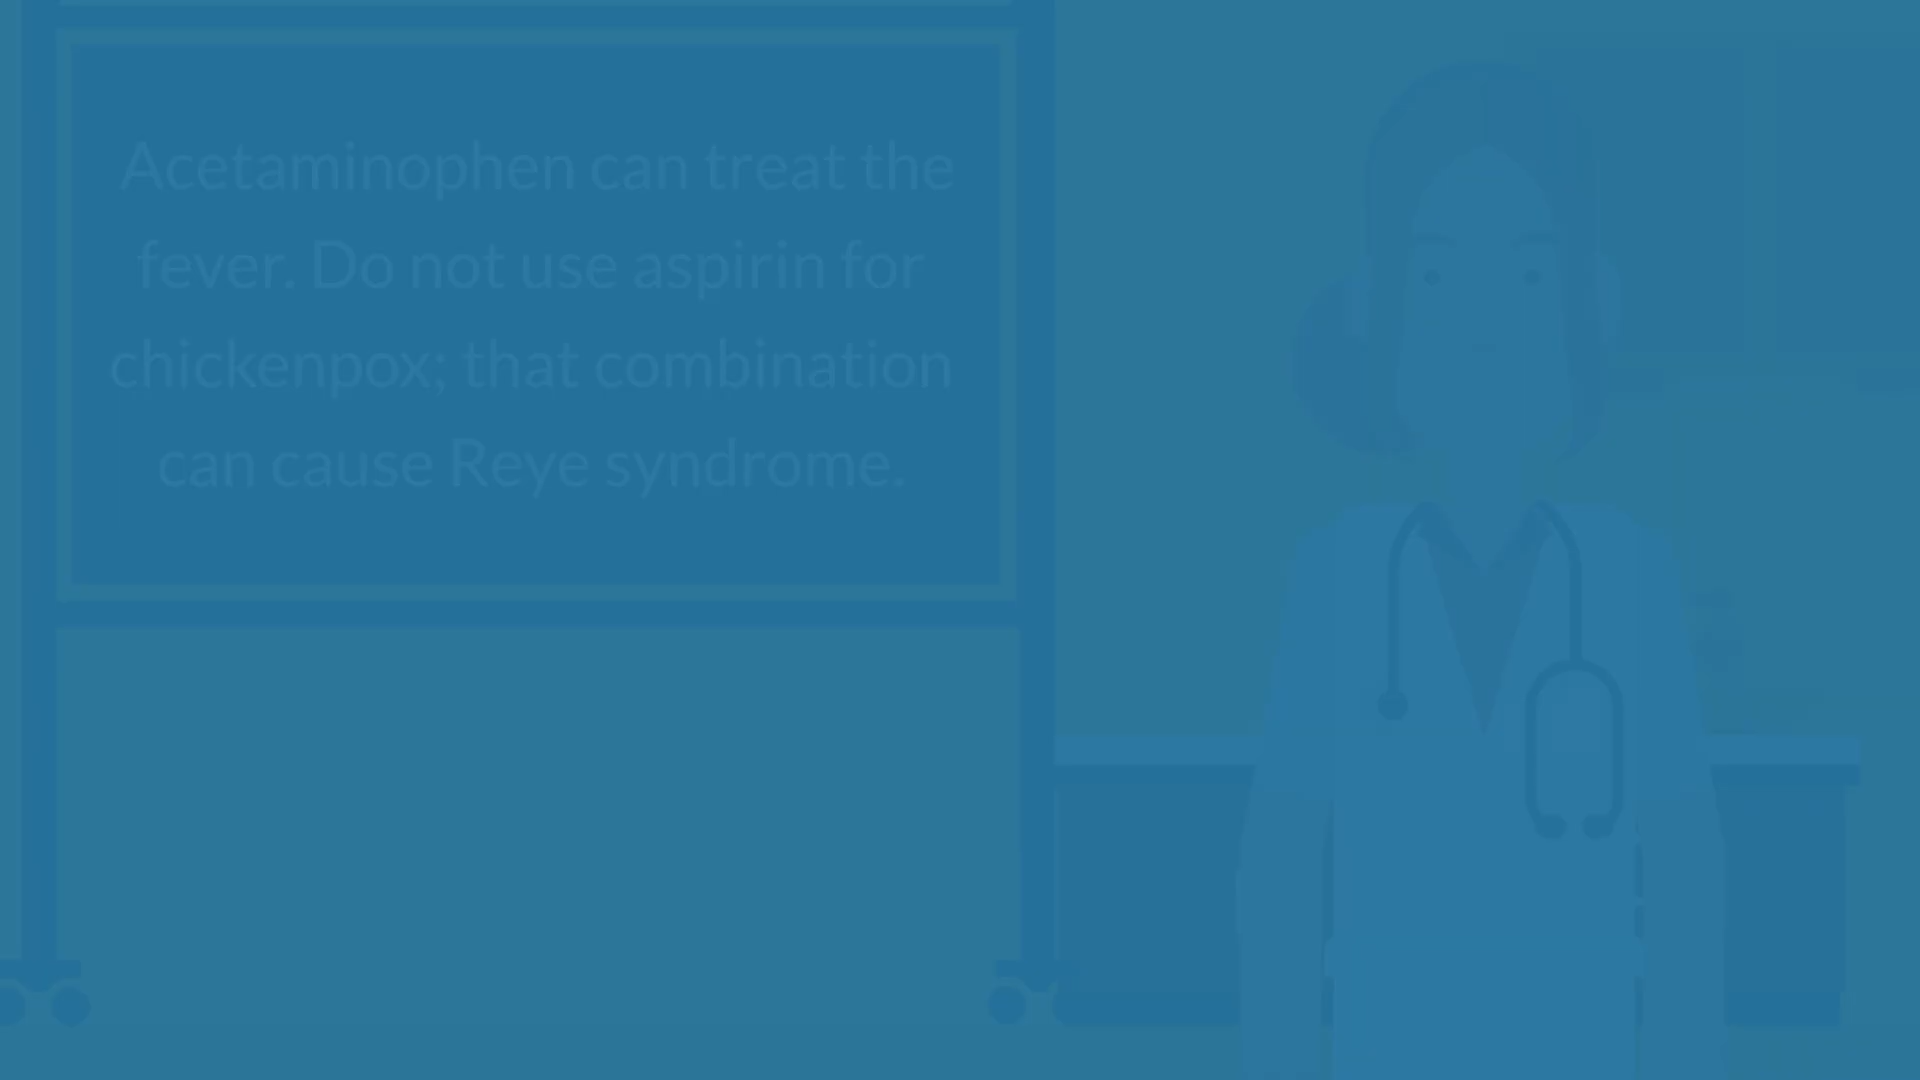 Acetaminophen can treat the
fever. Do not use aspirin for
chickenpox; that combination
can cause Reye syndrome.